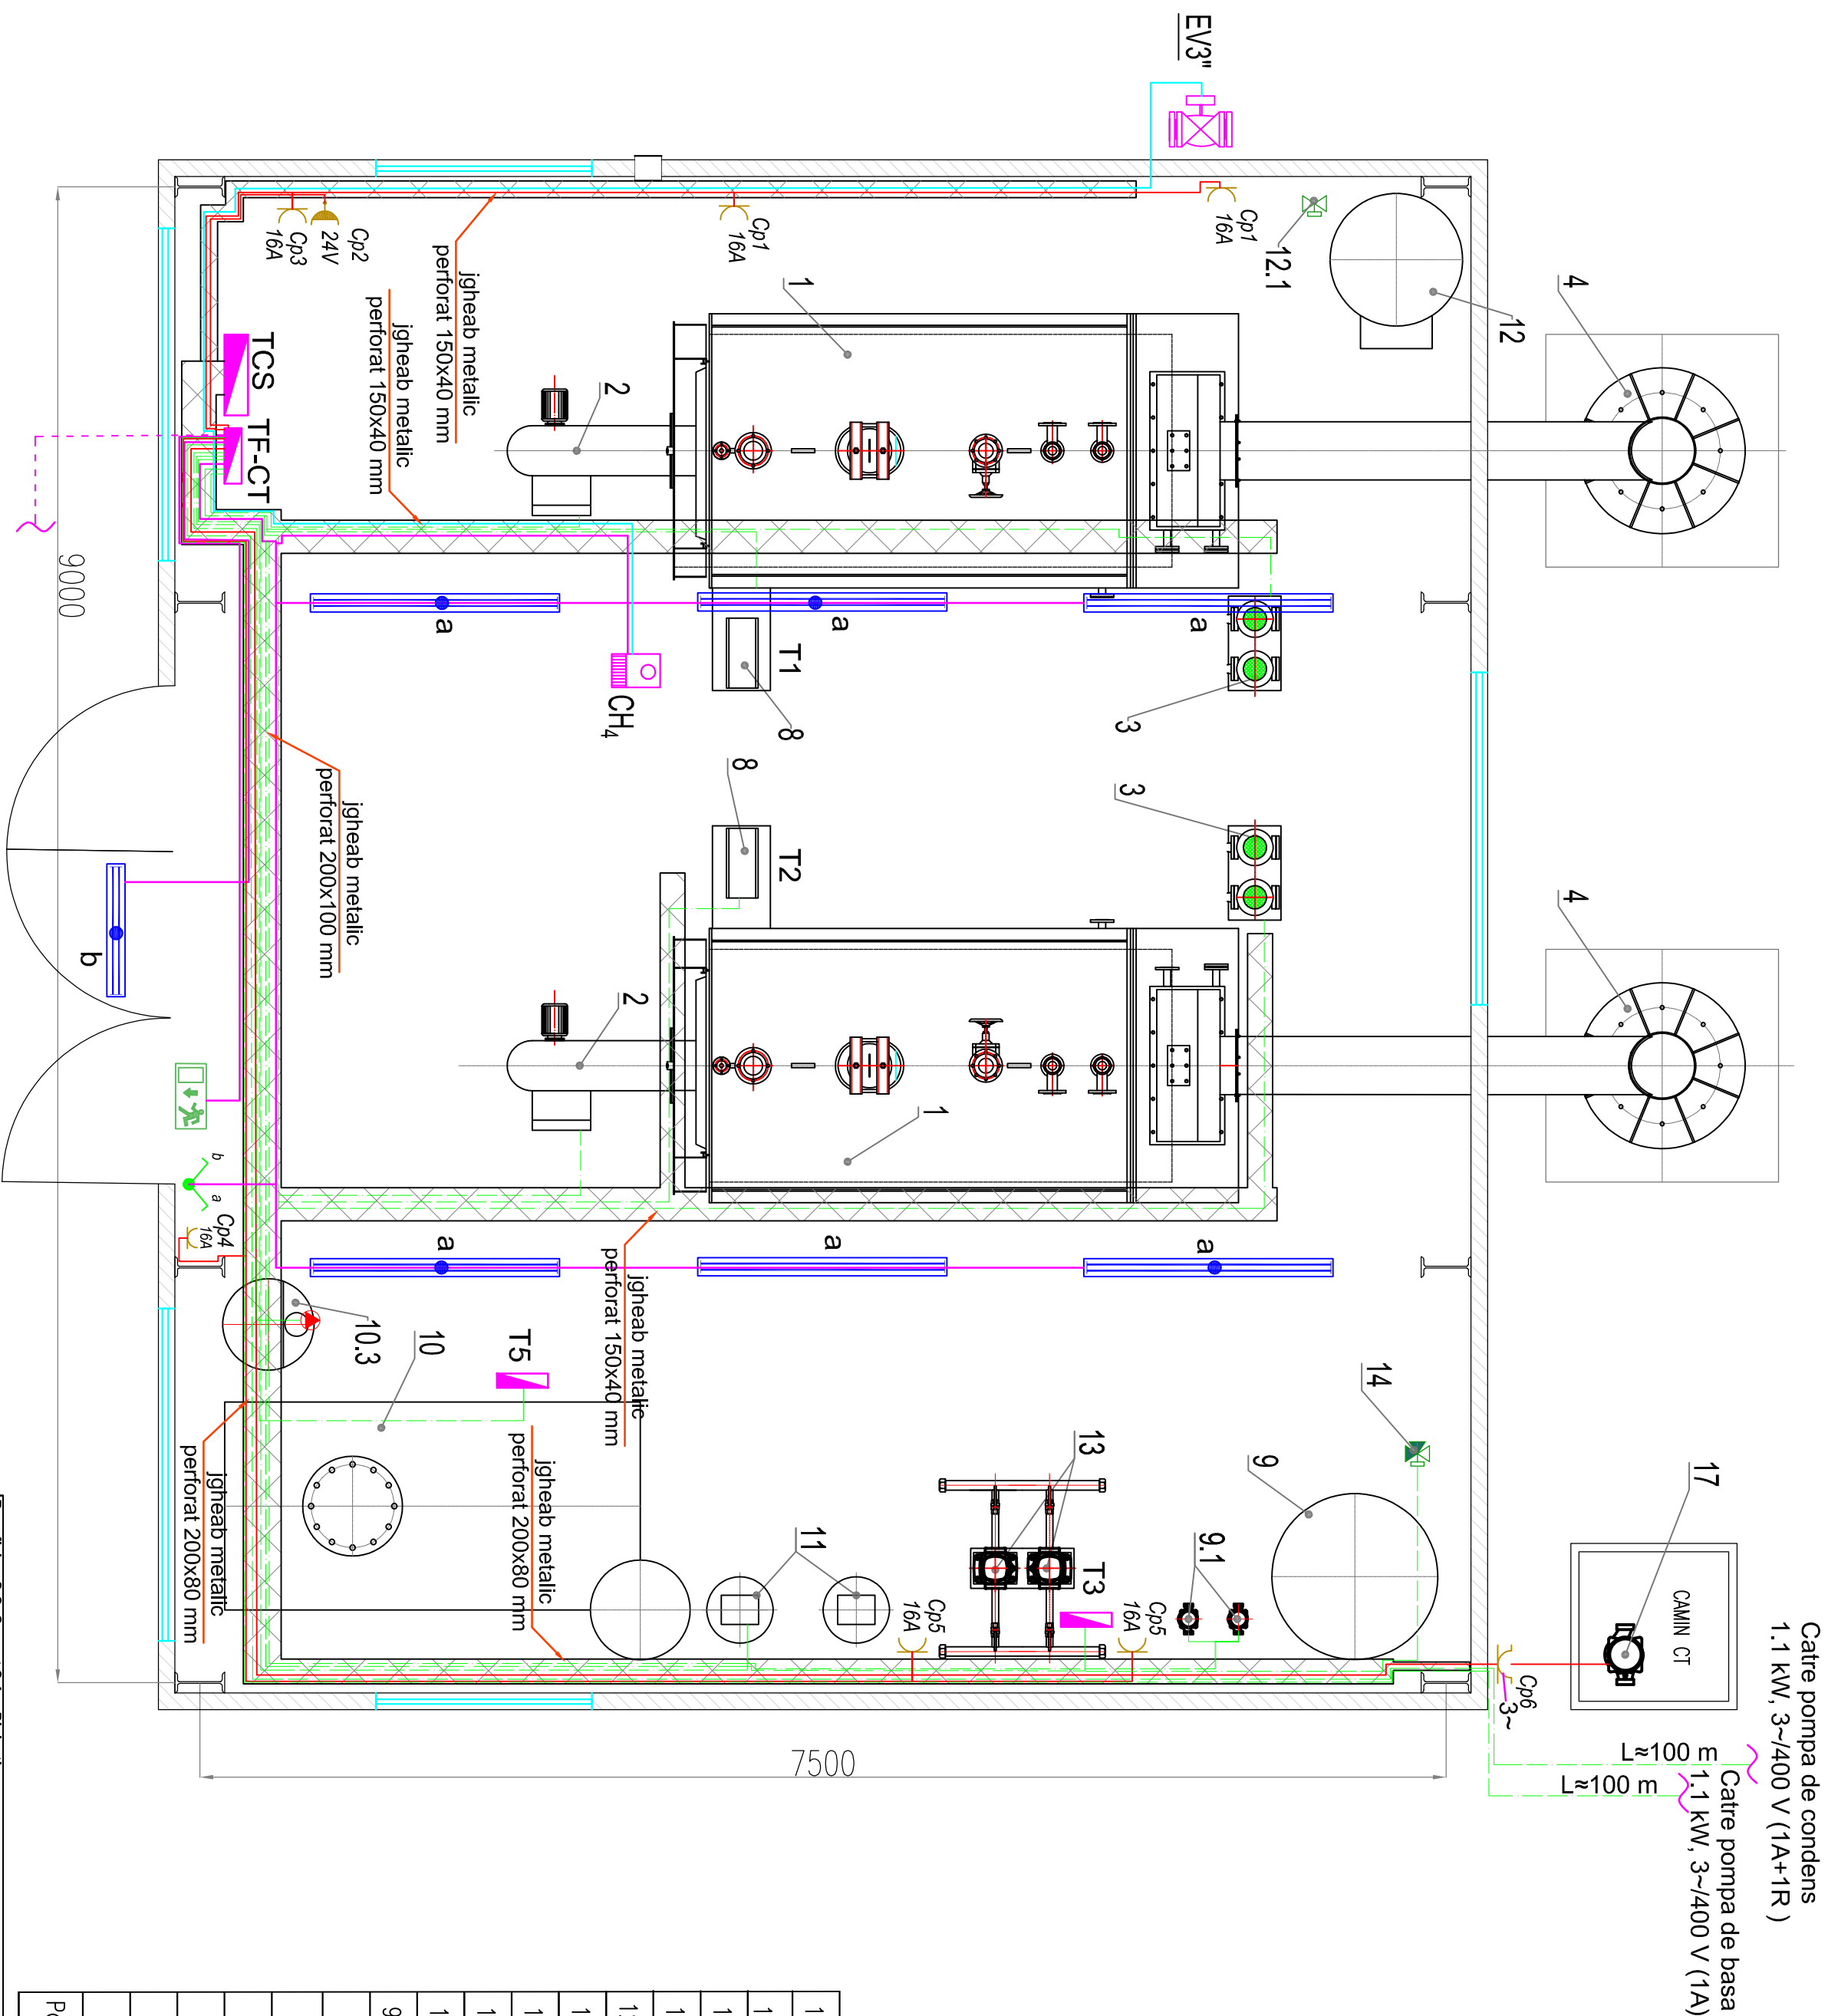 EV3"
Cp1
16A
Cp1
16A
Cp2
24V
Cp3
16A
12.1
12
4
1
2
jgheab metalic
perforat 150x40 mm
jgheab metalic
perforat 150x40 mm
TCS
TF-CT
9000
a
a
a
T1
8
CH4
3
3
8
T2
4
jgheab metalic
perforat 200x100 mm
b
2
1
b
a
Cp4
16A
a
a
a
jgheab metalic
perforat 150x40 mm
10.3
10
T5
14
13
9
17
CAMIN CT
11
9.1
T3
Cp5
16A
Cp5
16A
Cp6
3~
jgheab metalic
perforat 200x80 mm
jgheab metalic
perforat 200x80 mm
7500
Catre pompa de condens
1.1 kW, 3~/400 V (1A+1R )
L≈100 m
Catre pompa de basa
1.1 kW, 3~/400 V (1A)
L≈100 m